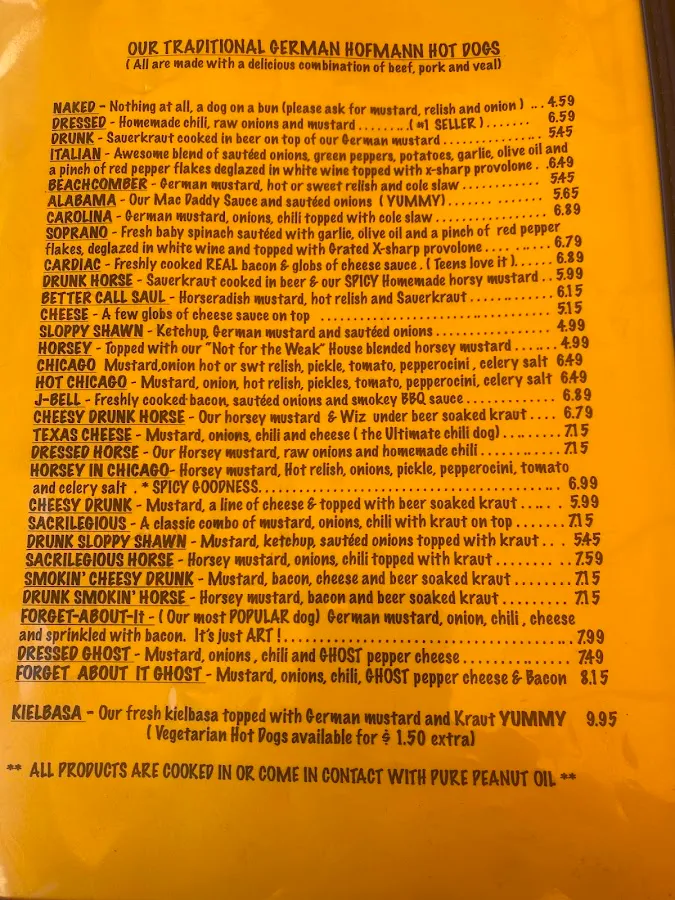 OUR TRADITIONAL GERMAN HOFMANN HOT DOGS
( All are made with a delicious combination of beef, pork and veal)
NAKED - Nothing at all, a dog on a bun (please ask for mustard, relish and onion ) ... 4.59
DRESSED - Homemade chili, raw onions and mustard .........( #1 SELLER )....... 6.59
DRUNK - Sauerkraut cooked in beer on top of our German mustard ................ 5.45
ITALIAN - Awesome blend of sautéed onions, green peppers, potatoes, garlic, olive oil and
a pinch of red pepper flakes deglazed in white wine topped with x-sharp provolone . .6.49
BEACHCOMBER - German mustard, hot or sweet relish and cole slaw ............... 5.45
ALABAMA - Our Mac Daddy Sauce and sautéed onions ( YUMMY)................. 5.65
CAROLINA - German mustard, onions, chili topped with cole slaw .................. 6.89
SOPRANO - Fresh baby spinach sautéed with garlic, olive oil and a pinch of red pepper
flakes, deglazed in white wine and topped with Grated X-sharp provolone ............ 6.79
CARDIAC - Freshly cooked REAL bacon & globs of cheese sauce . ( Teens love it )....... 6.89
DRUNK HORSE - Sauerkraut cooked in beer & our SPICY Homemade horsy mustard .. 5.99
BETTER CALL SAUL - Horseradish mustard, hot relish and Sauerkraut ............... 6.15
CHEESE - A few globs of cheese sauce on top ........................... 5.15
SLOPPY SHAWN - Ketchup, German mustard and sautéed onions ..................... 4.99
HORSEY - Topped with our "Not for the Weak" House blended horsey mustard ........ 4.99
CHICAGO Mustard,onion hot or swt relish, pickle, tomato, pepperocini , celery salt 6.49
HOT CHICAGO - Mustard, onion, hot relish, pickles, tomato, pepperocini, celery salt 6.49
J-BELL - Freshly cooked bacon, sautéed onions and smokey BBQ sauce ................. 6.89
CHEESY DRUNK HORSE - Our horsey mustard & Wiz under beer soaked kraut .... 6.79
TEXAS CHEESE - Mustard, onions, chili and cheese ( the Ultimate chili dog) .......... 7.15
DRESSED HORSE - Our Horsey mustard, raw onions and homemade chili .............. 7.15
HORSEY IN CHICAGO- Horsey mustard, Hot relish, onions, pickle, pepperocini, tomato
and celery salt . * SPICY GOODNESS............................................ 6.99
CHEESY DRUNK - Mustard, a line of cheese & topped with beer soaked kraut ...... . 5.99
SACRILEGIOUS - A classic combo of mustard, onions, chili with kraut on top ....... 7.15
DRUNK SLOPPY SHAWN - Mustard, ketchup, sautéed onions topped with kraut . . . 5.45
SACRILEGIOUS HORSE - Horsey mustard, onions, chili topped with kraut ........... 7.59
SMOKIN' CHEESY DRUNK - Mustard, bacon, cheese and beer soaked kraut ......... 7.15
DRUNK SMOKIN' HORSE - Horsey mustard, bacon and beer soaked kraut .......... 7.15
FORGET-ABOUT-It - ( Our most POPULAR dog) German mustard, onion, chili , cheese
and sprinkled with bacon. It's just ART !........................................ 7.99
DRESSED GHOST - Mustard, onions , chili and GHOST pepper cheese ................ 7.49
FORGET ABOUT IT GHOST - Mustard, onions, chili, GHOST pepper cheese & Bacon 8.15
KIELBASA - Our fresh kielbasa topped with German mustard and Kraut YUMMY 9.95
( Vegetarian Hot Dogs available for $ 1.50 extra)
** ALL PRODUCTS ARE COOKED IN OR COME IN CONTACT WITH PURE PEANUT OIL **